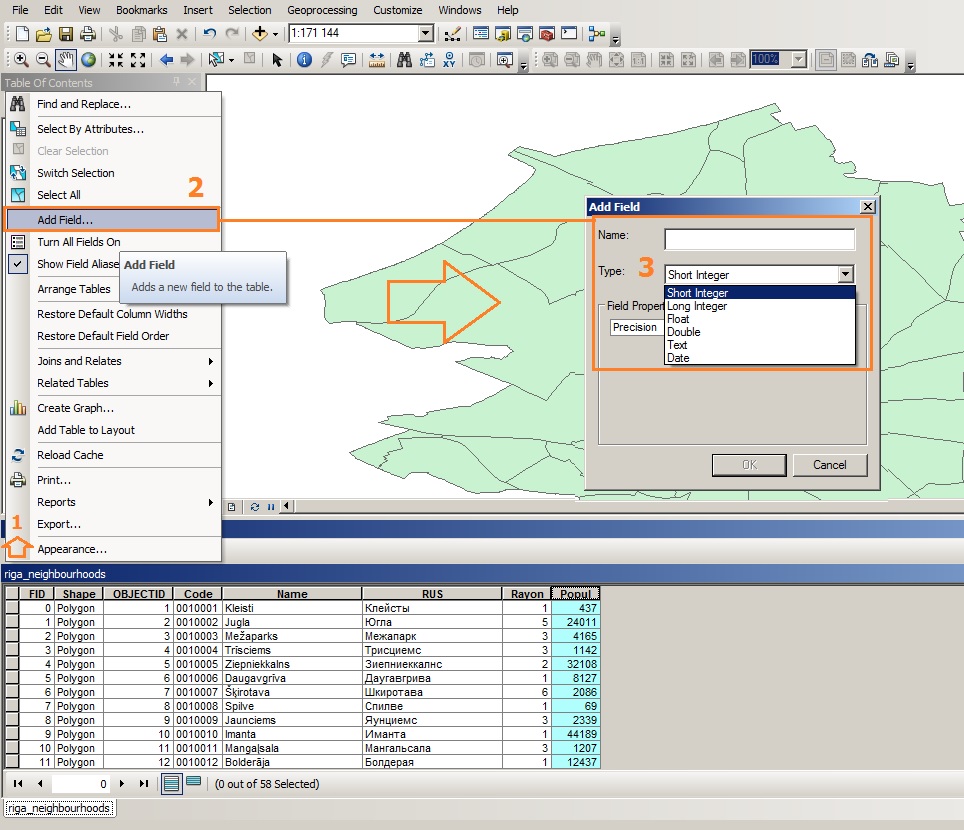 File Edit View Bookmarks Insert Selection Geoprocessing Customize Windows Help
1:171 144
100%
Table Of Contents
Find and Replace...
Select By Attributes...
Clear Selection
Switch Selection
2
Select All
Add Field...
Turn All Fields On
Show Field Aliase
Add Field
Adds a new field to the table.
Arrange Tables
Restore Default Column Widths
Restore Default Field Order
Joins and Relates
Related Tables
Create Graph...
Add Table to Layout
Reload Cache
Print...
Reports
1
Export...
Appearance...
Add Field
Name:
Type:
3
Short Integer
Short Integer
Long Integer
Float
Double
Text
Date
Field Proper
Precision
OK Cancel
riga_neighbourhoods
FID Shape OBJECTID Code Name RUS Rayon Popul
0 Polygon 1 0010001 Kleisti Клейсты 1 437
1 Polygon 2 0010002 Jugla Югла 5 24011
2 Polygon 3 0010003 Mežaparks Межапарк 3 4165
3 Polygon 4 0010004 Trīsciems Трисциемс 3 1142
4 Polygon 5 0010005 Ziepniekkalns Зиепниеккалнс 2 32108
5 Polygon 6 0010006 Daugavgrīva Даугавгрива 1 8127
6 Polygon 7 0010007 Šķirotava Шкиротава 6 2086
7 Polygon 8 0010008 Spilve Спилве 1 69
8 Polygon 9 0010009 Jaunciems Яунциемс 3 2339
9 Polygon 10 0010010 Imanta Иманта 1 44189
10 Polygon 11 0010011 Mangaļsala Мангальсала 3 1207
11 Polygon 12 0010012 Bolderāja Болдерая 1 12437
0 (0 out of 58 Selected)
riga_neighbourhoods